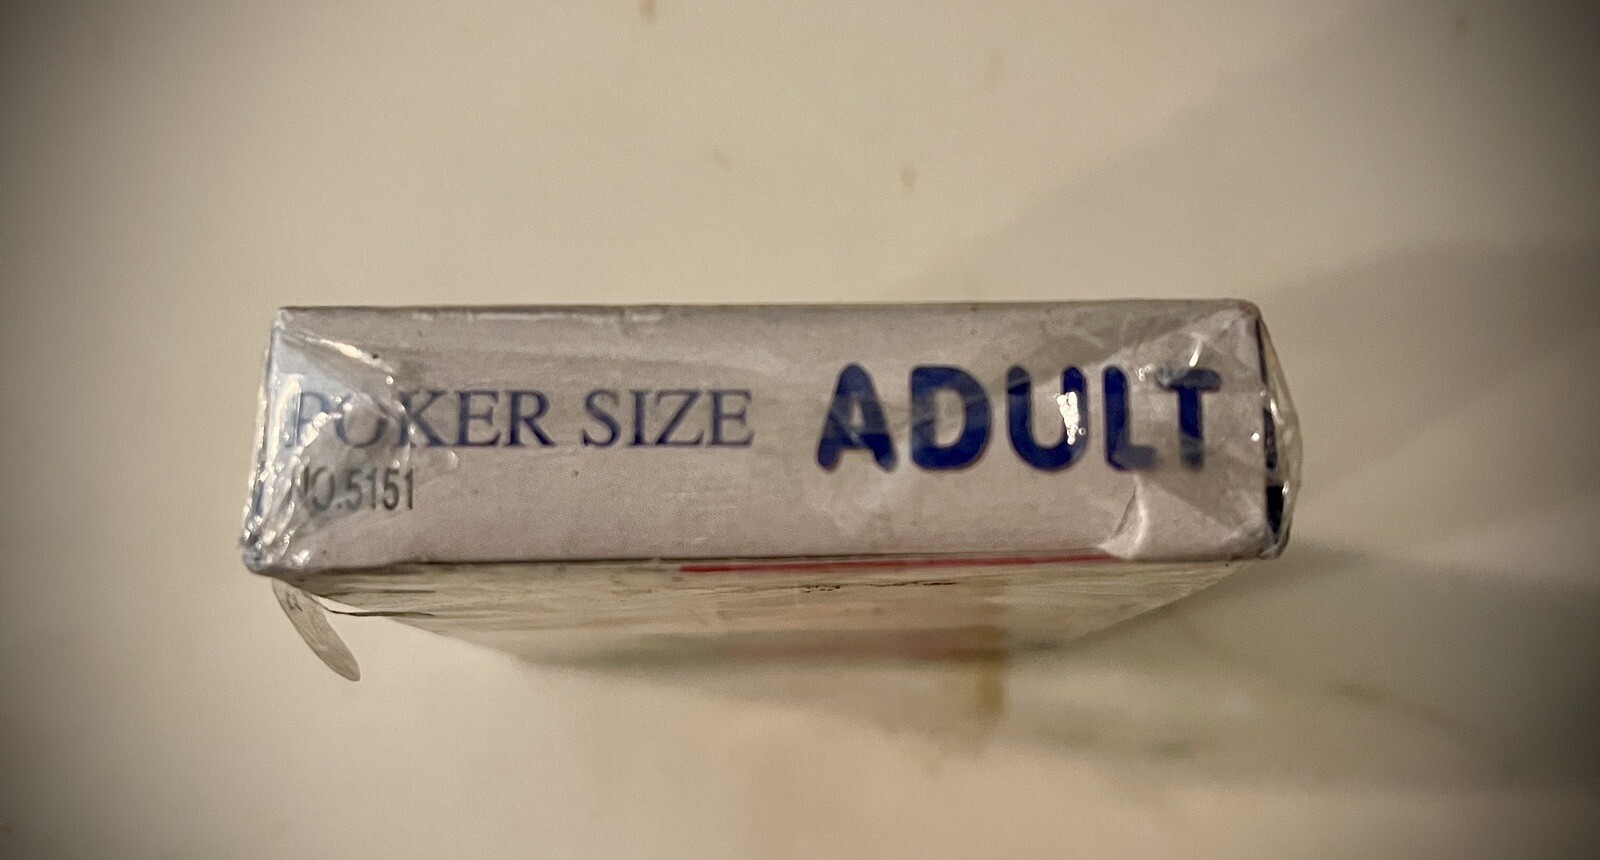 POKER SIZE ADULT
NO.5151